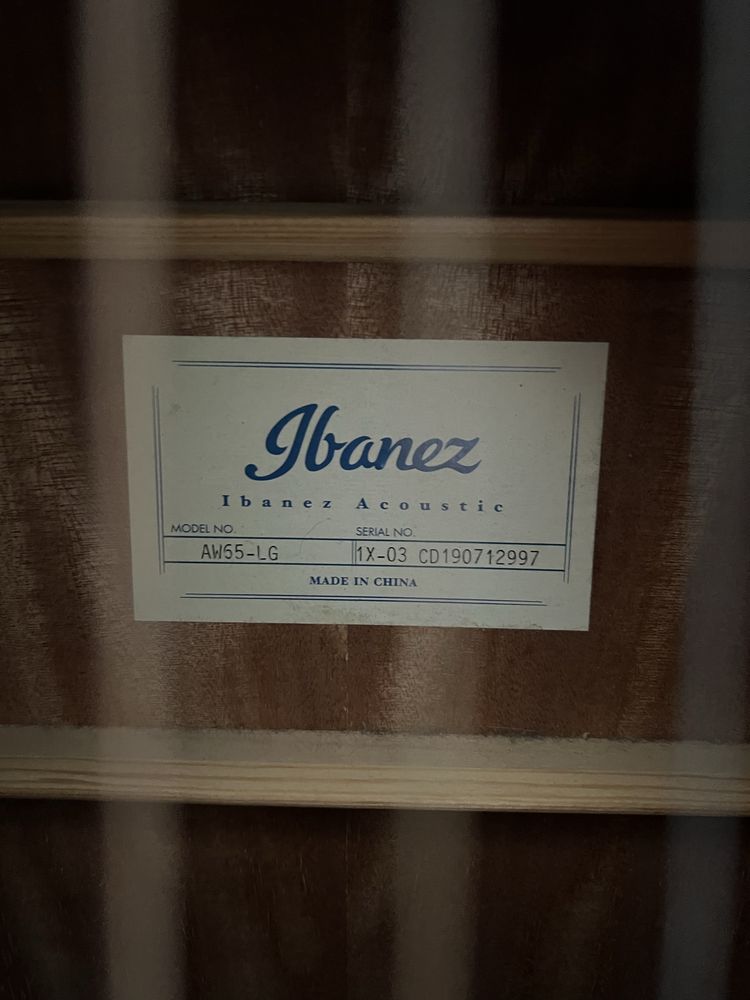 Ibanez
Ibanez Acoustic
MODEL NO. SERIAL NO.
AW65-LG 1X-03 CD190712997
MADE IN CHINA